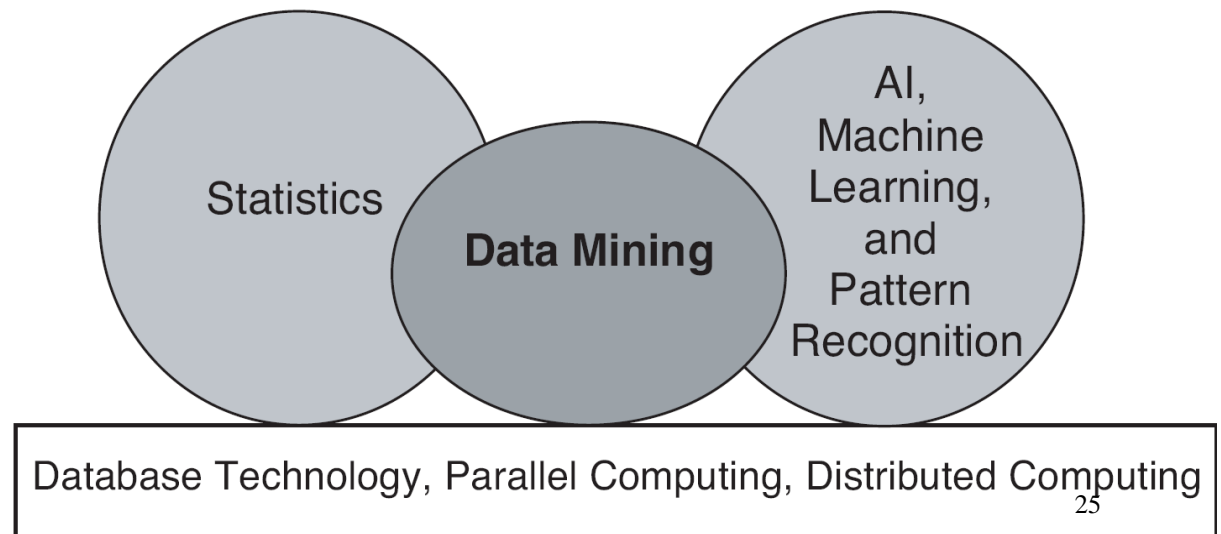 Statistics
Data Mining
AI,
Machine
Learning,
and
Pattern
Recognition
Database Technology, Parallel Computing, Distributed Computing
25